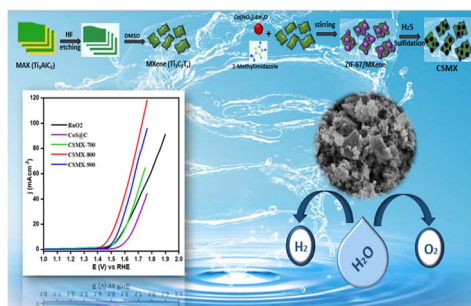 HF
etching
DMSO
Co(NO₃)₂.6H₂O
stirring
H₂S
Sulfidation
MAX (Ti₃AlC₂)
MXene (Ti₃C₂Tₓ)
2-Methylimidazole
ZIF-67/MXene
CSMX
120
100
80
60
40
20
0
j (mA cm⁻²)
RuO2
CoS@C
CSMX-700
CSMX-800
CSMX-900
1.0 1.1 1.2 1.3 1.4 1.5 1.6 1.7 1.8 1.9 2.0
E (V) vs RHE
H₂
H₂O
O₂